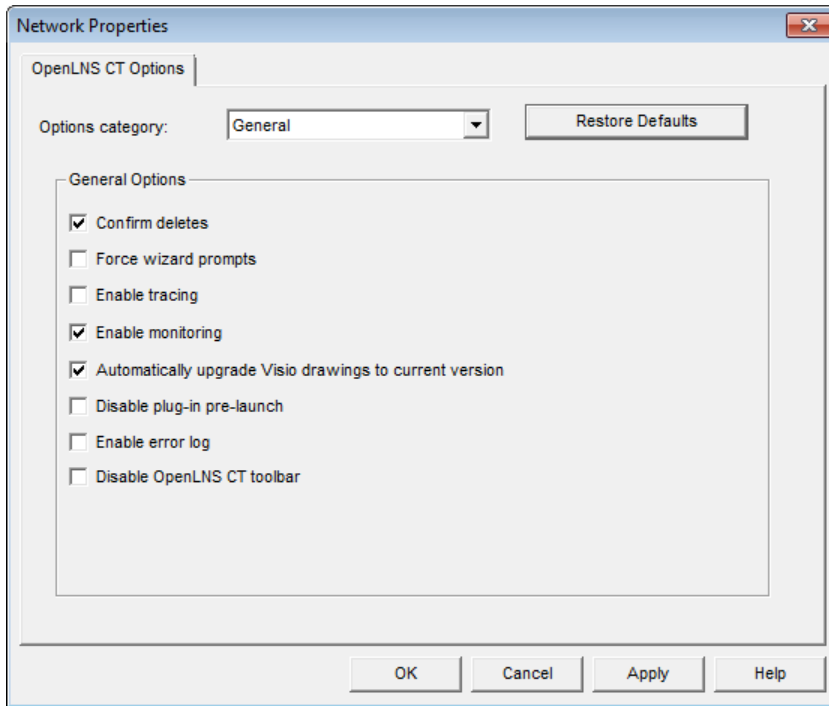 Network Properties
OpenLNS CT Options
Options category: General Restore Defaults
General Options
Confirm deletes
Force wizard prompts
Enable tracing
Enable monitoring
Automatically upgrade Visio drawings to current version
Disable plug-in pre-launch
Enable error log
Disable OpenLNS CT toolbar
OK Cancel Apply Help